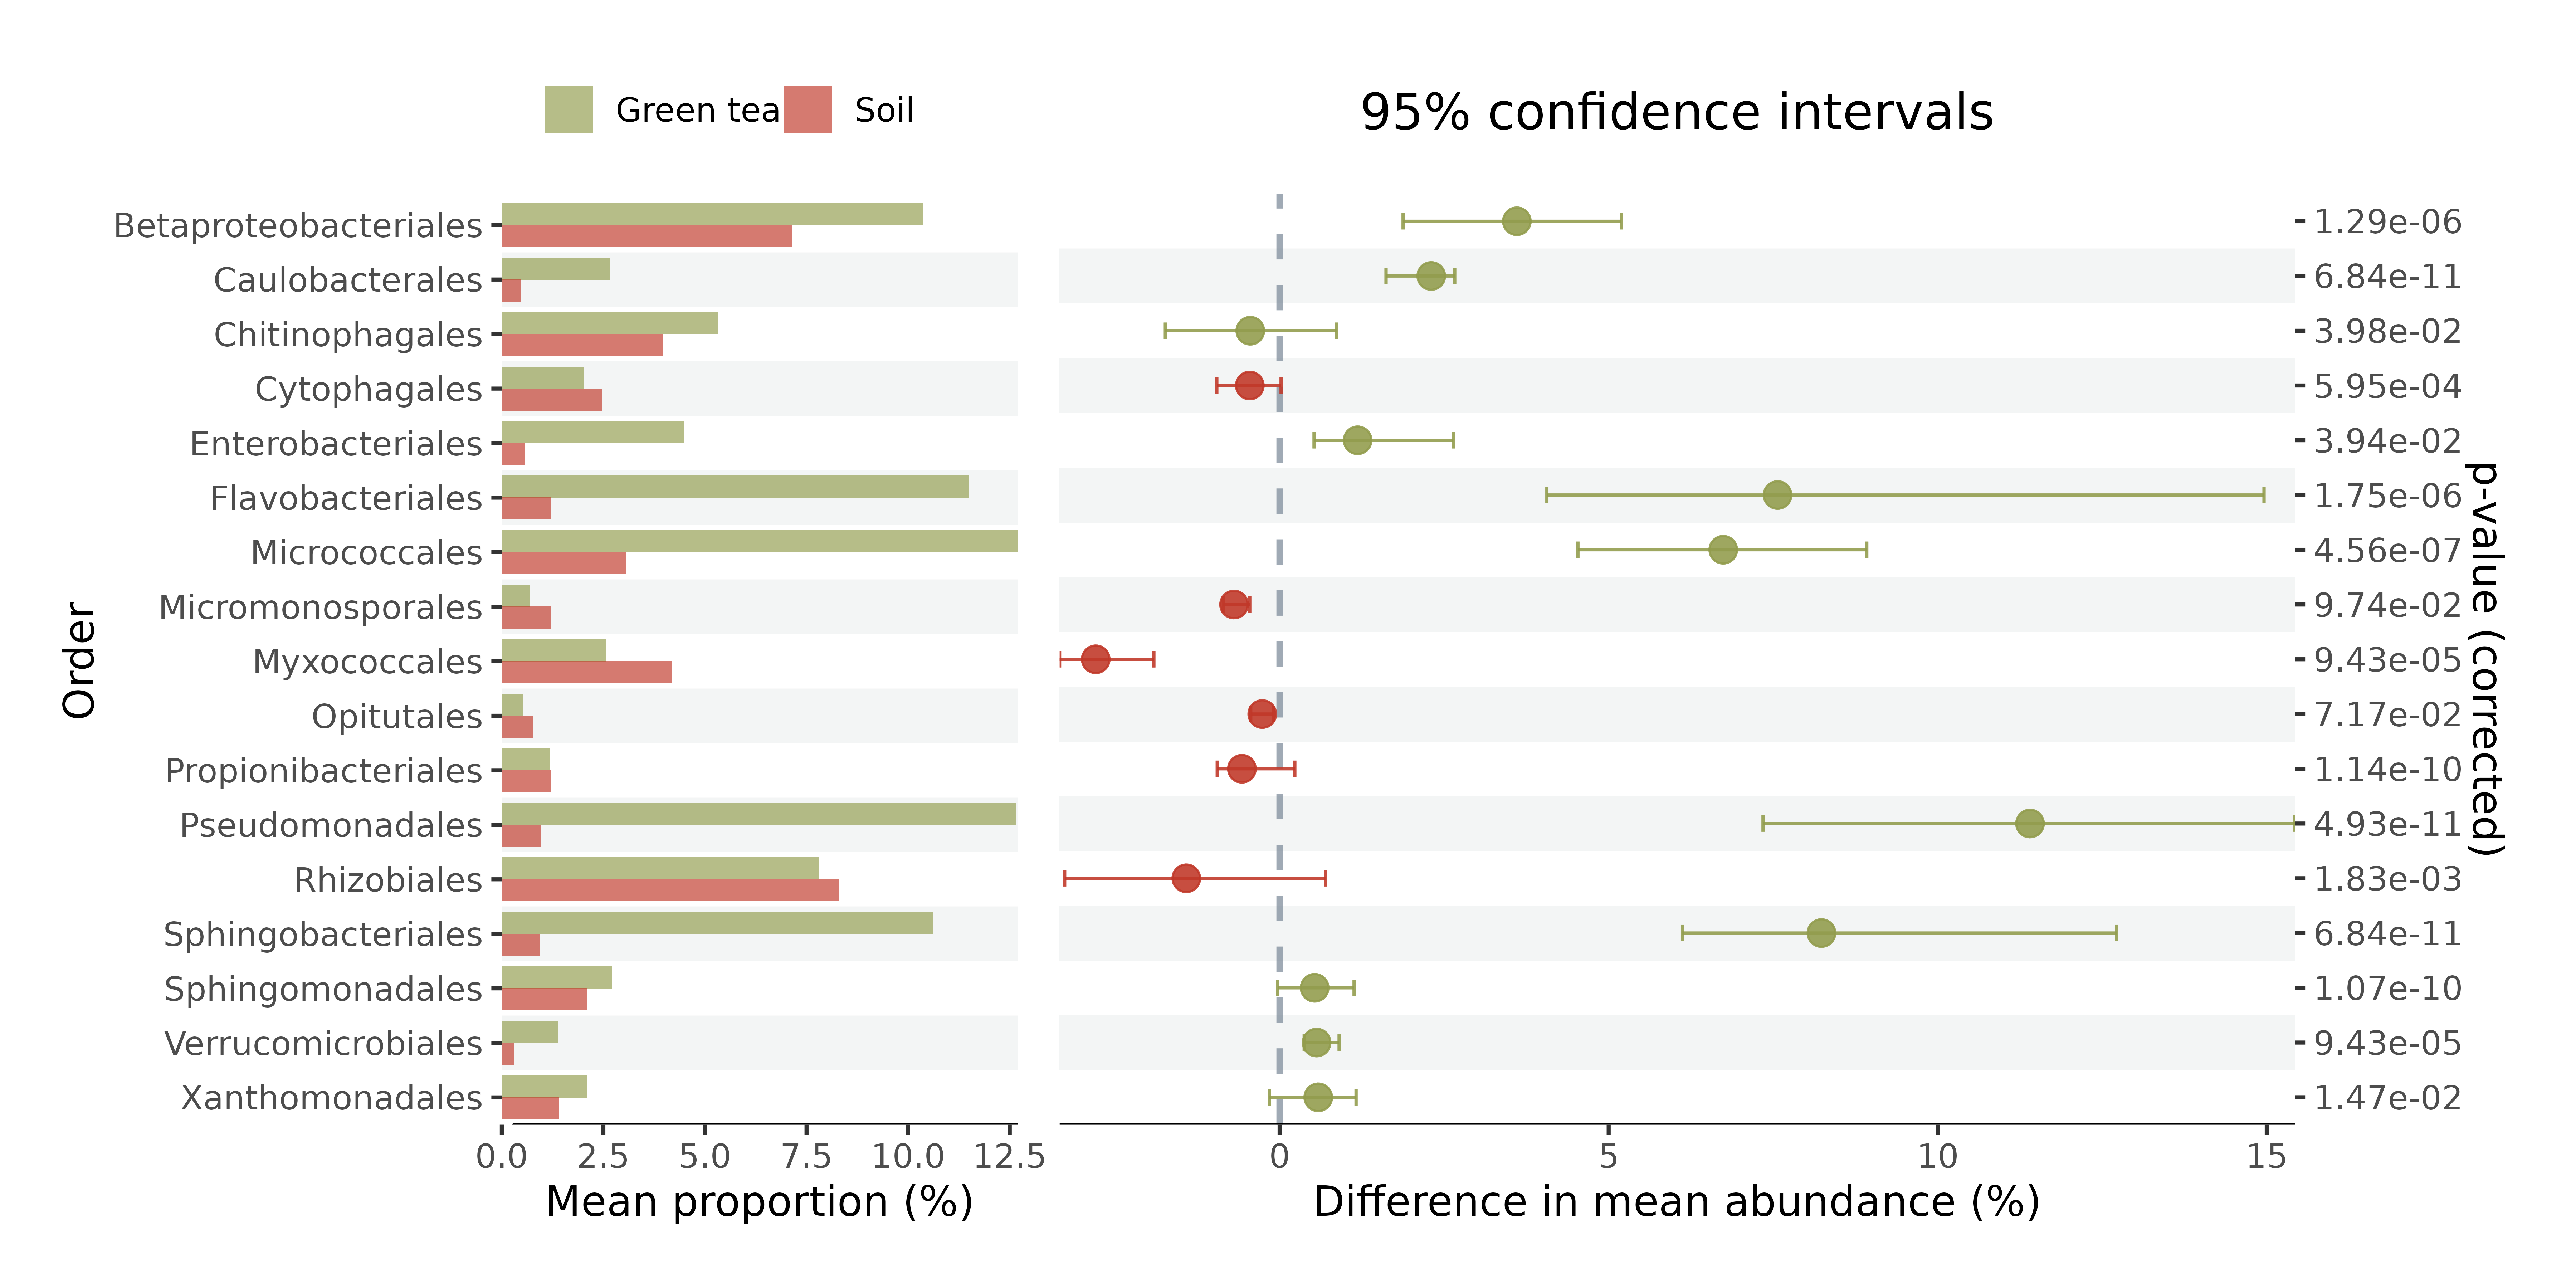 Green tea Soil
95% confidence intervals
Order
Betaproteobacteriales
Caulobacterales
Chitinophagales
Cytophagales
Enterobacteriales
Flavobacteriales
Micrococcales
Micromonosporales
Myxococcales
Opitutales
Propionibacteriales
Pseudomonadales
Rhizobiales
Sphingobacteriales
Sphingomonadales
Verrucomicrobiales
Xanthomonadales
0.0 2.5 5.0 7.5 10.0 12.5
Mean proportion (%)
0 5 10 15
Difference in mean abundance (%)
1.29e-06
6.84e-11
3.98e-02
5.95e-04
3.94e-02
1.75e-06
4.56e-07
9.74e-02
9.43e-05
7.17e-02
1.14e-10
4.93e-11
1.83e-03
6.84e-11
1.07e-10
9.43e-05
1.47e-02
p-value (corrected)